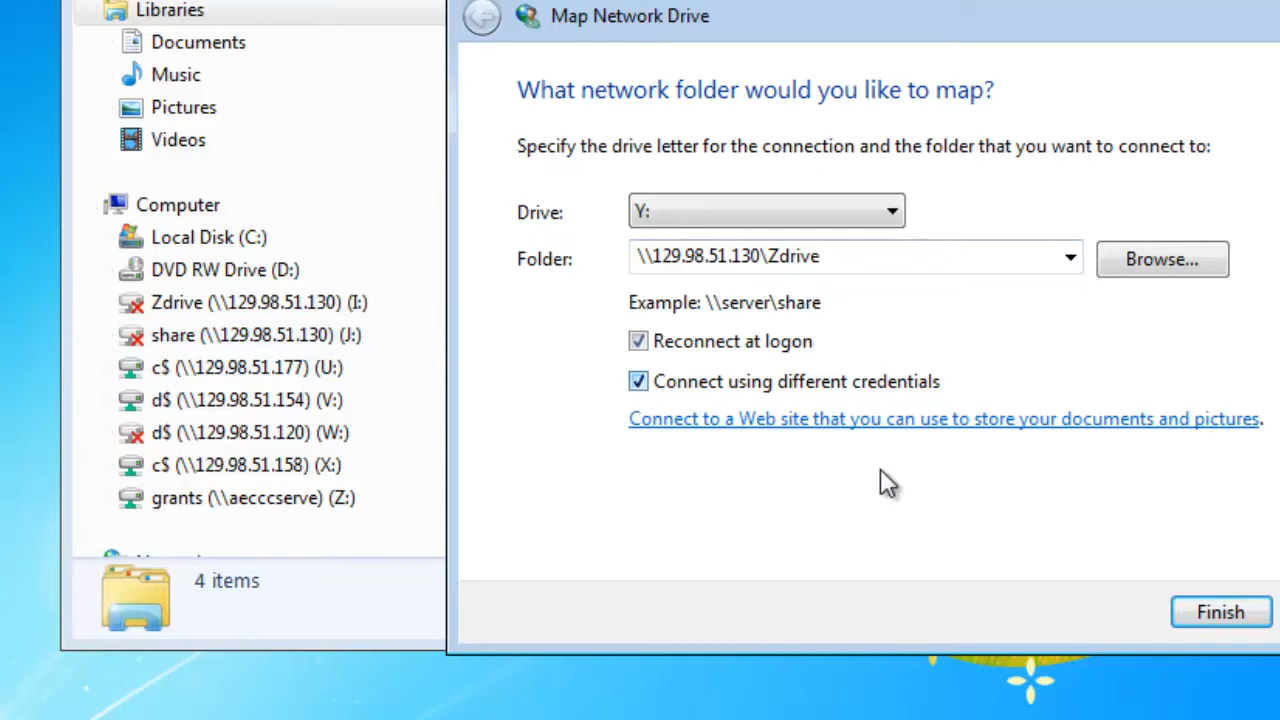 Libraries
Documents
Music
Pictures
Videos
Computer
Local Disk (C:)
DVD RW Drive (D:)
Zdrive (\\129.98.51.130) (I:)
share (\\129.98.51.130) (J:)
c$ (\\129.98.51.177) (U:)
d$ (\\129.98.51.154) (V:)
d$ (\\129.98.51.120) (W:)
c$ (\\129.98.51.158) (X:)
grants (\\aecccserve) (Z:)
4 items
Map Network Drive
What network folder would you like to map?
Specify the drive letter for the connection and the folder that you want to connect to:
Drive: Y:
Folder: \\129.98.51.130\Zdrive Browse...
Example: \\server\share
Reconnect at logon
Connect using different credentials
Connect to a Web site that you can use to store your documents and pictures.
Finish